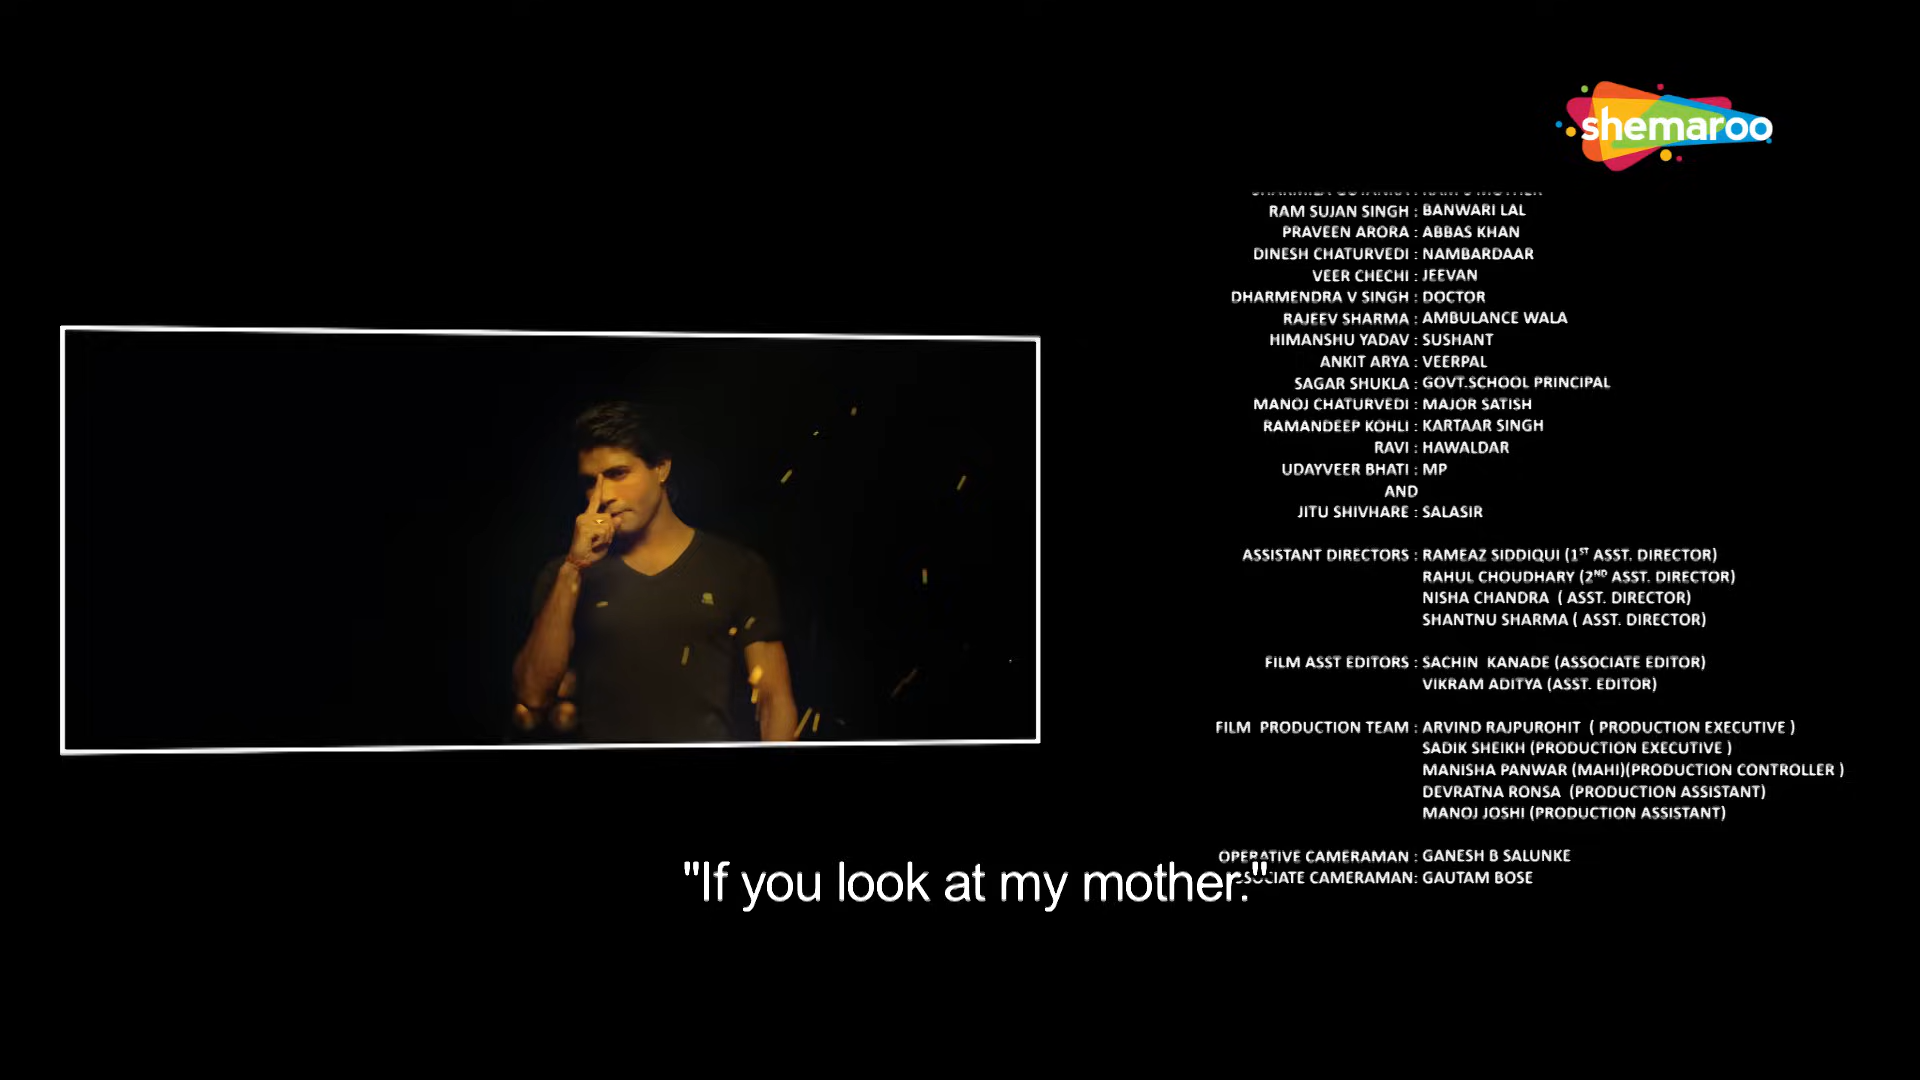 shemaroo
RAM SUJAN SINGH : BANWARI LAL
PRAVEEN ARORA : ABBAS KHAN
DINESH CHATURVEDI : NAMBARDAAR
VEER CHECHI : JEEVAN
DHARMENDRA V SINGH : DOCTOR
RAJEEV SHARMA : AMBULANCE WALA
HIMANSHU YADAV : SUSHANT
ANKIT ARYA : VEERPAL
SAGAR SHUKLA : GOVT.SCHOOL PRINCIPAL
MANOJ CHATURVEDI : MAJOR SATISH
RAMANDEEP KOHLI : KARTAAR SINGH
RAVI : HAWALDAR
UDAYVEER BHATI : MP
AND
JITU SHIVHARE : SALASIR
ASSISTANT DIRECTORS : RAMEAZ SIDDIQUI (1ST ASST. DIRECTOR)
RAHUL CHOUDHARY (2ND ASST. DIRECTOR)
NISHA CHANDRA ( ASST. DIRECTOR)
SHANTNU SHARMA ( ASST. DIRECTOR)
FILM ASST EDITORS : SACHIN KANADE (ASSOCIATE EDITOR)
VIKRAM ADITYA (ASST. EDITOR)
FILM PRODUCTION TEAM : ARVIND RAJPUROHIT ( PRODUCTION EXECUTIVE )
SADIK SHEIKH (PRODUCTION EXECUTIVE )
MANISHA PANWAR (MAHI)(PRODUCTION CONTROLLER )
DEVRATNA RONSA (PRODUCTION ASSISTANT)
MANOJ JOSHI (PRODUCTION ASSISTANT)
OPERATIVE CAMERAMAN : GANESH B SALUNKE
CAMERAMAN: GAUTAM BOSE
"If you look at my mother."